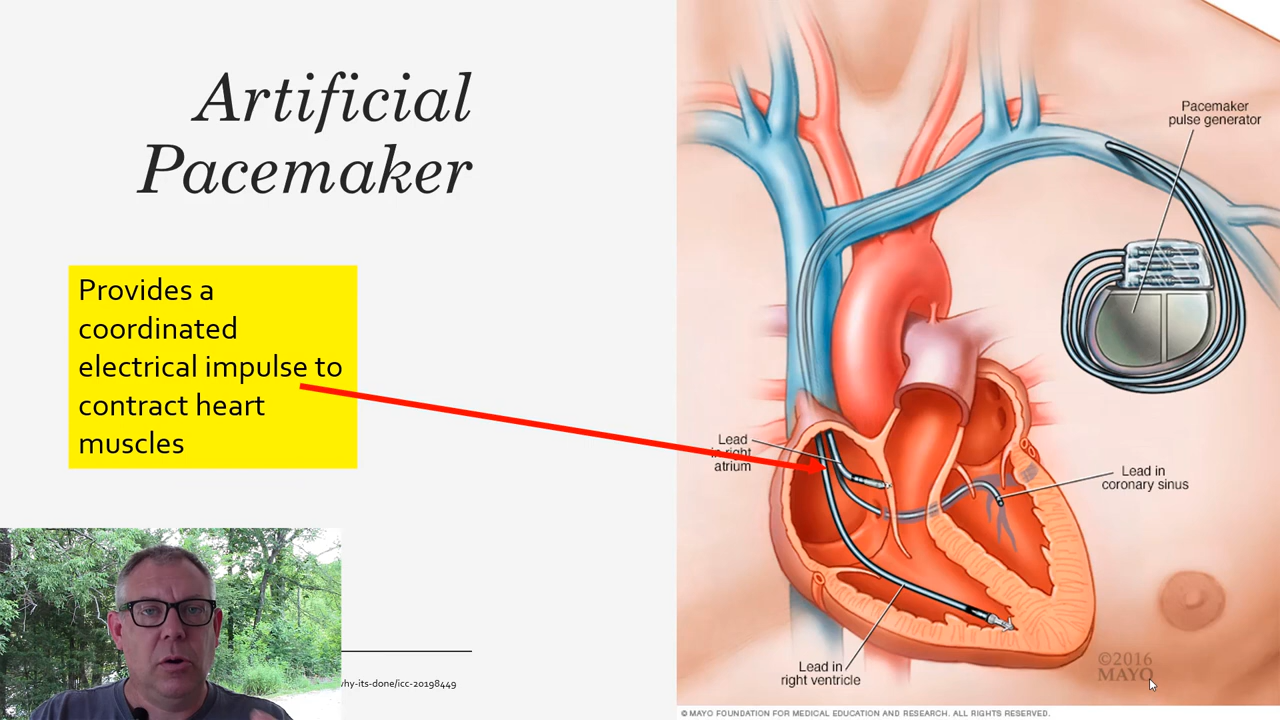 Artificial
Pacemaker
Provides a
coordinated
electrical impulse to
contract heart
muscles
hy-its-done/icc-20198449
Pacemaker
pulse generator
Lead
in right
atrium
Lead in
coronary sinus
Lead in
right ventricle
©2016
MAYO
© MAYO FOUNDATION FOR MEDICAL EDUCATION AND RESEARCH. ALL RIGHTS RESERVED.